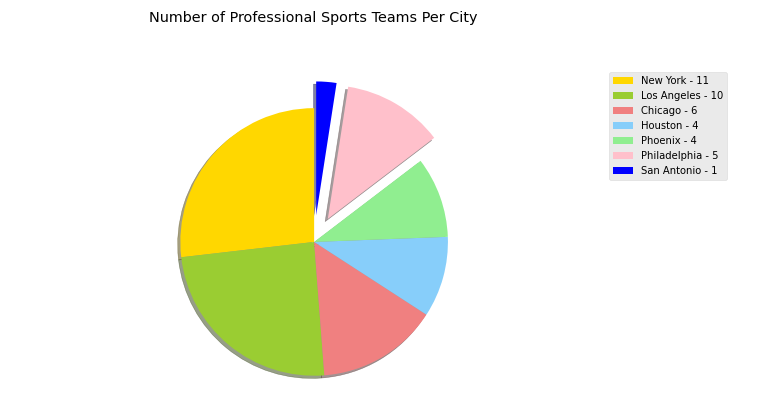 Number of Professional Sports Teams Per City
New York - 11
Los Angeles - 10
Chicago - 6
Houston - 4
Phoenix - 4
Philadelphia - 5
San Antonio - 1